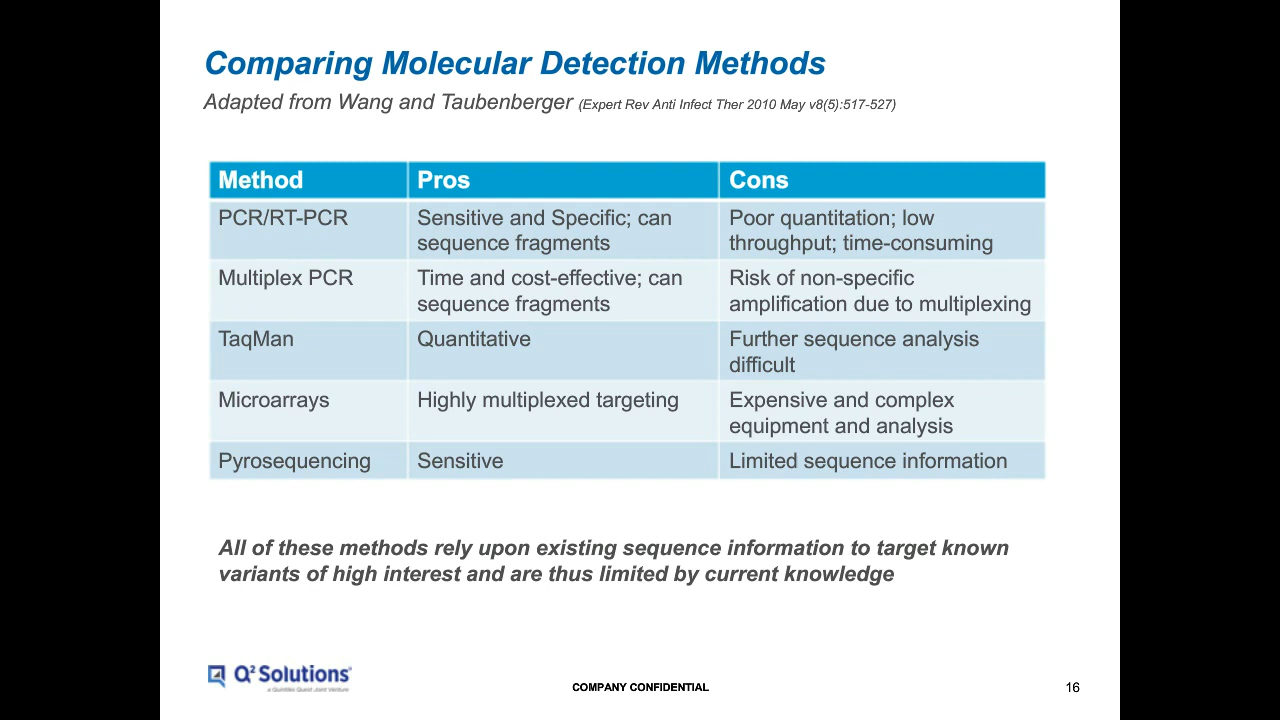 Comparing Molecular Detection Methods
Adapted from Wang and Taubenberger (Expert Rev Anti Infect Ther 2010 May v8(5):517-527)
Method Pros Cons
PCR/RT-PCR Sensitive and Specific; can Poor quantitation; low
sequence fragments throughput; time-consuming
Multiplex PCR Time and cost-effective; can Risk of non-specific
sequence fragments amplification due to multiplexing
TaqMan Quantitative Further sequence analysis
difficult
Microarrays Highly multiplexed targeting Expensive and complex
equipment and analysis
Pyrosequencing Sensitive Limited sequence information
All of these methods rely upon existing sequence information to target known
variants of high interest and are thus limited by current knowledge
Q² Solutions®
a Quintiles Quest Joint Venture
COMPANY CONFIDENTIAL
16